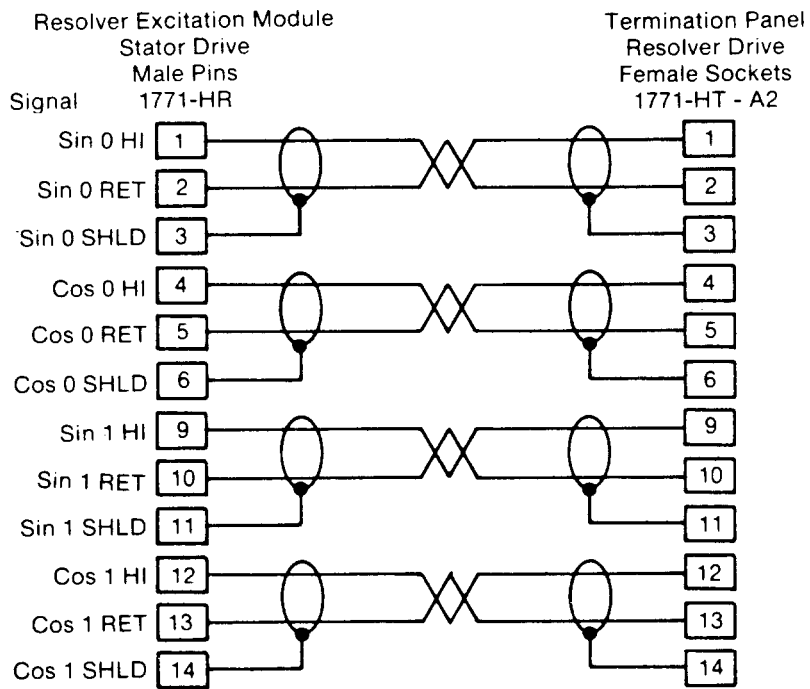 Resolver Excitation Module
Stator Drive
Male Pins
Signal 1771-HR
Termination Panel
Resolver Drive
Female Sockets
1771-HT - A2
Sin 0 HI 1 1
Sin 0 RET 2 2
Sin 0 SHLD 3 3
Cos 0 HI 4 4
Cos 0 RET 5 5
Cos 0 SHLD 6 6
Sin 1 HI 9 9
Sin 1 RET 10 10
Sin 1 SHLD 11 11
Cos 1 HI 12 12
Cos 1 RET 13 13
Cos 1 SHLD 14 14